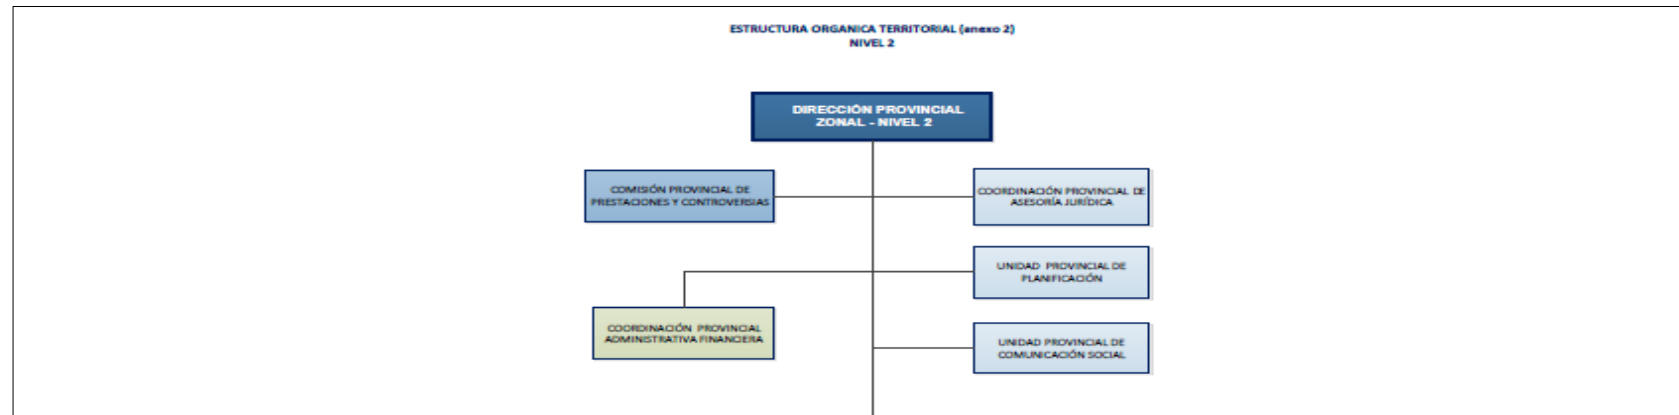 ESTRUCTURA ORGANICA TERRITORIAL (anexo 2)
NIVEL 2
DIRECCIÓN PROVINCIAL
ZONAL - NIVEL 2
COMISIÓN PROVINCIAL DE
PRESTACIONES Y CONTROVERSIAS
COORDINACIÓN PROVINCIAL DE
ASESORÍA JURÍDICA
UNIDAD PROVINCIAL DE
PLANIFICACIÓN
COORDINACIÓN PROVINCIAL
ADMINISTRATIVA FINANCIERA
UNIDAD PROVINCIAL DE
COMUNICACIÓN SOCIAL